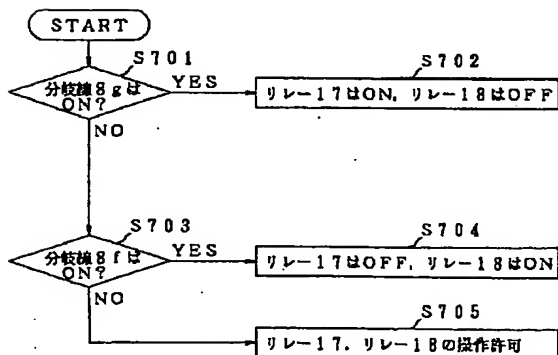 START
S701
分岐線8gは
ON?
YES
NO
S702
リレー17はON, リレー18はOFF
S703
分岐線8fは
ON?
YES
NO
S704
リレー17はOFF, リレー18はON
S705
リレー17, リレー18の操作許可